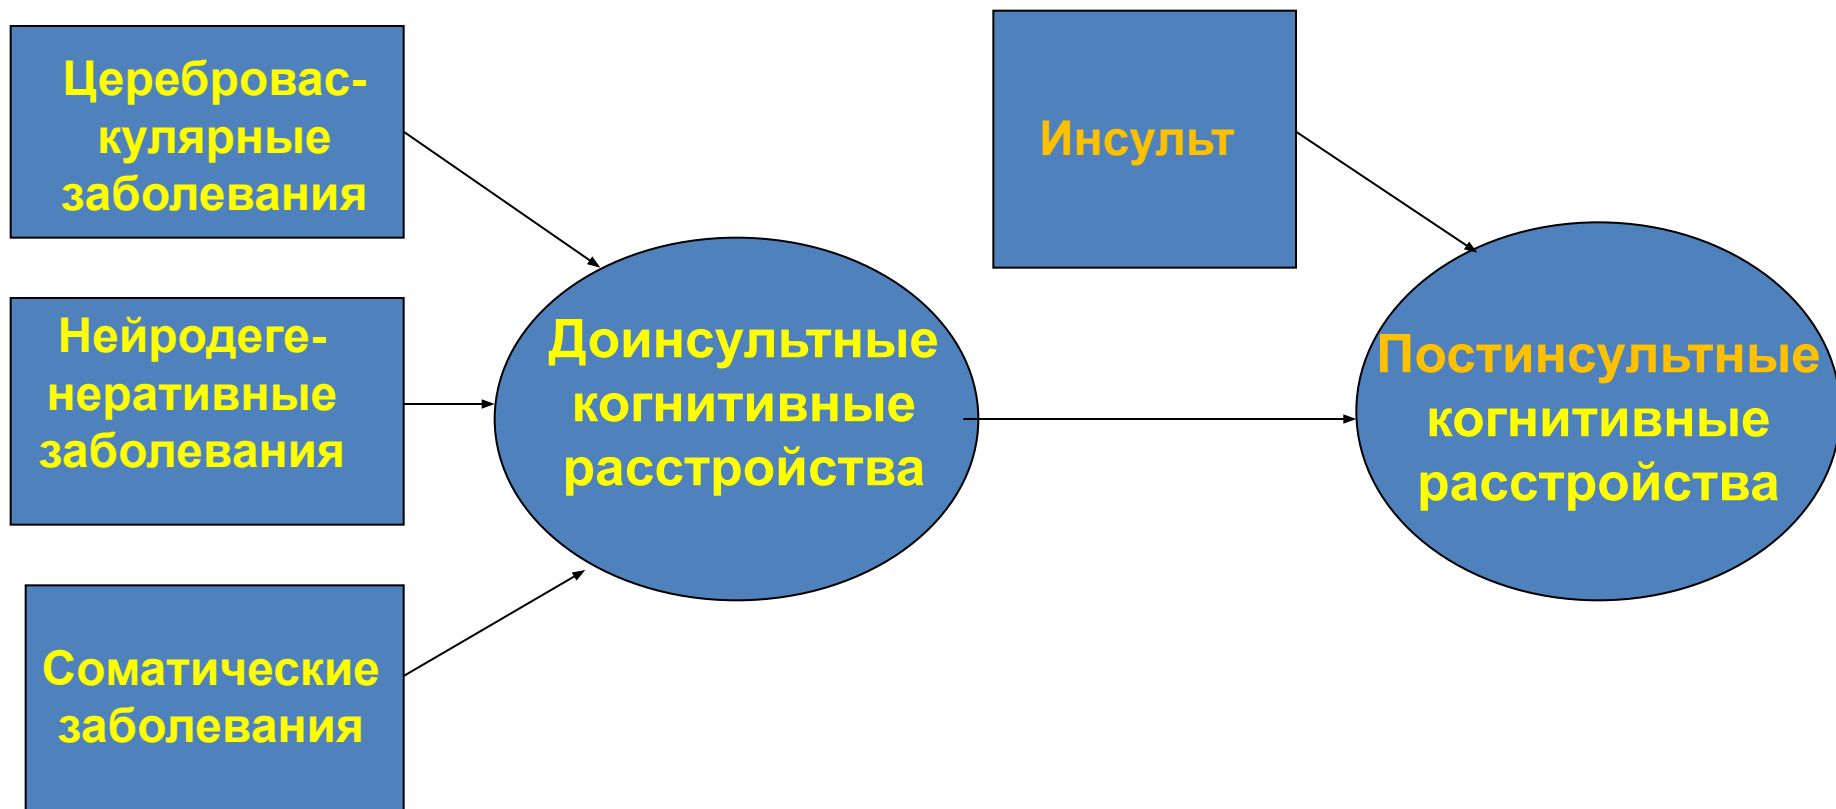 Церебровас-
кулярные
заболевания
Инсульт
Нейродеге-
неративные
заболевания
Доинсультные
когнитивные
расстройства
Постинсультные
когнитивные
расстройства
Соматические
заболевания